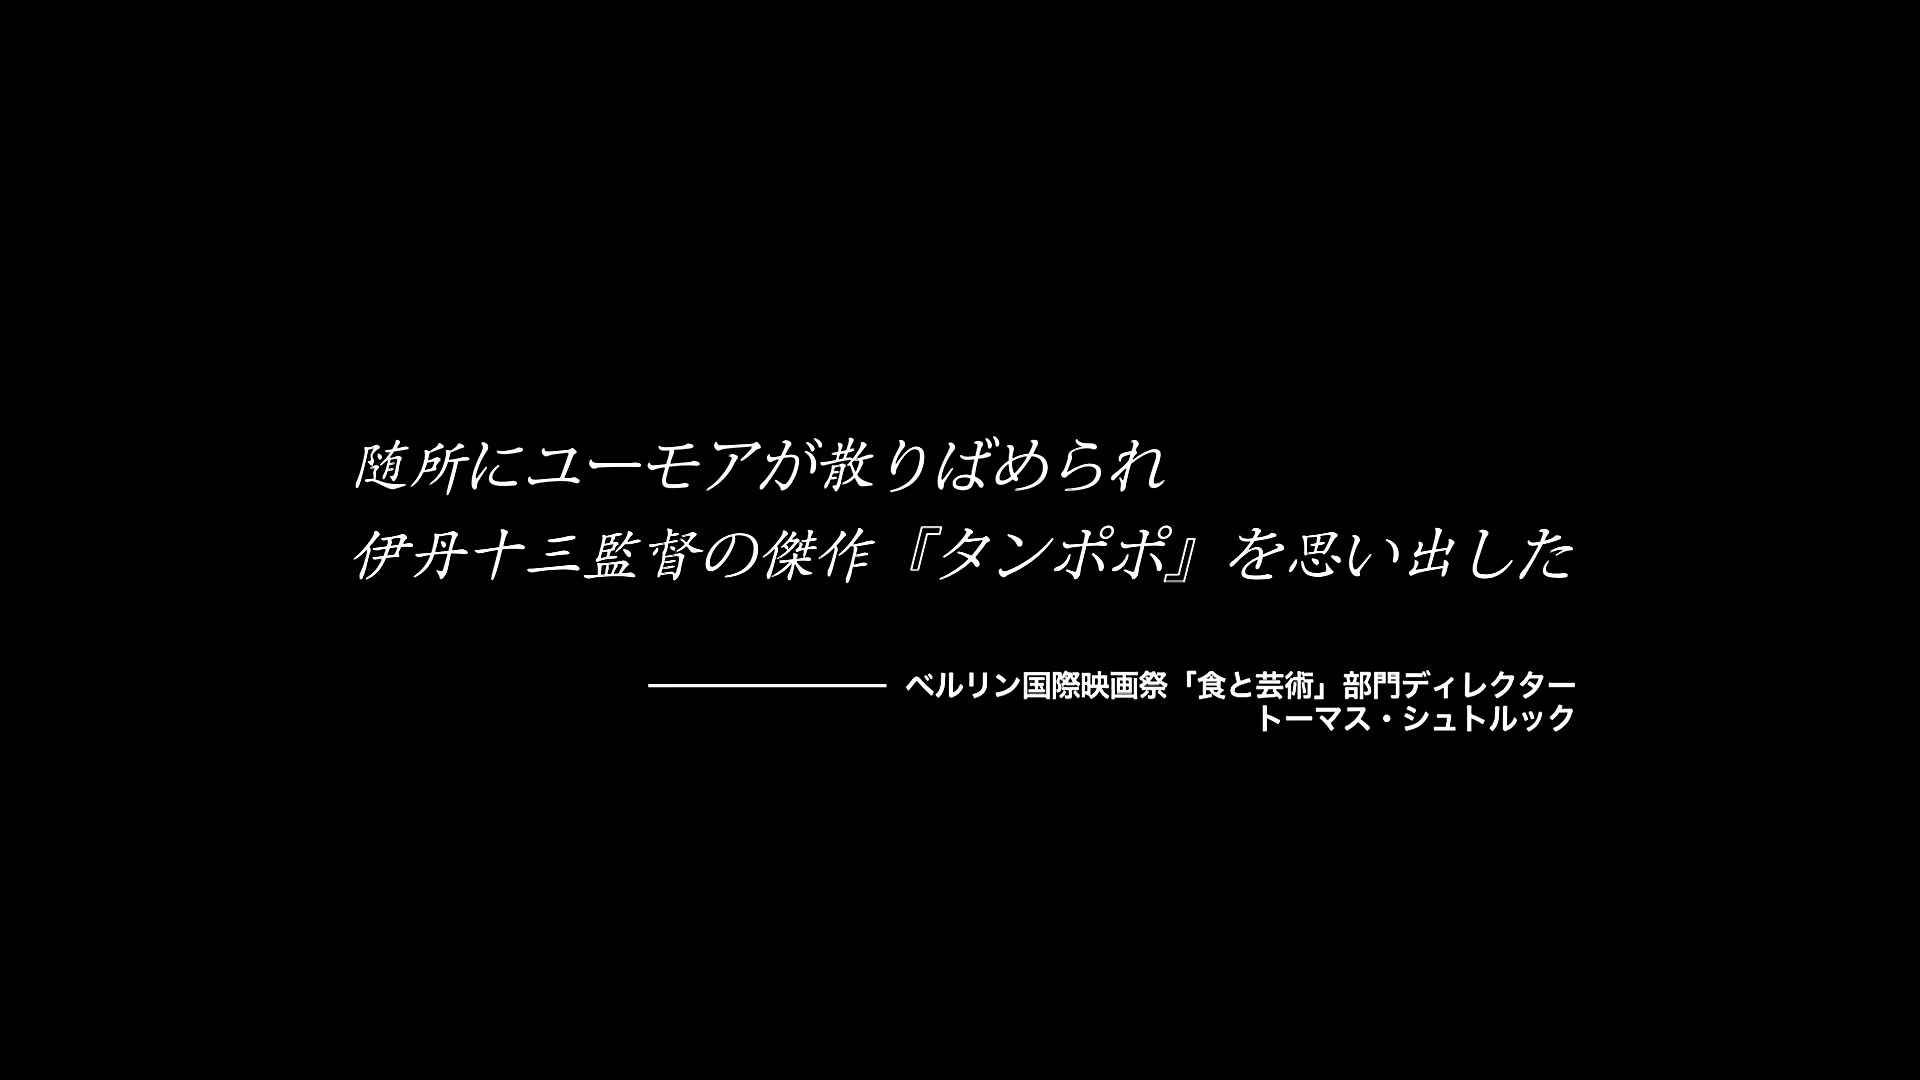 随所にユーモアが散りばめられ
伊丹十三監督の傑作『タンポポ』を思い出した
ベルリン国際映画祭「食と芸術」部門ディレクター
トーマス・シュトルック